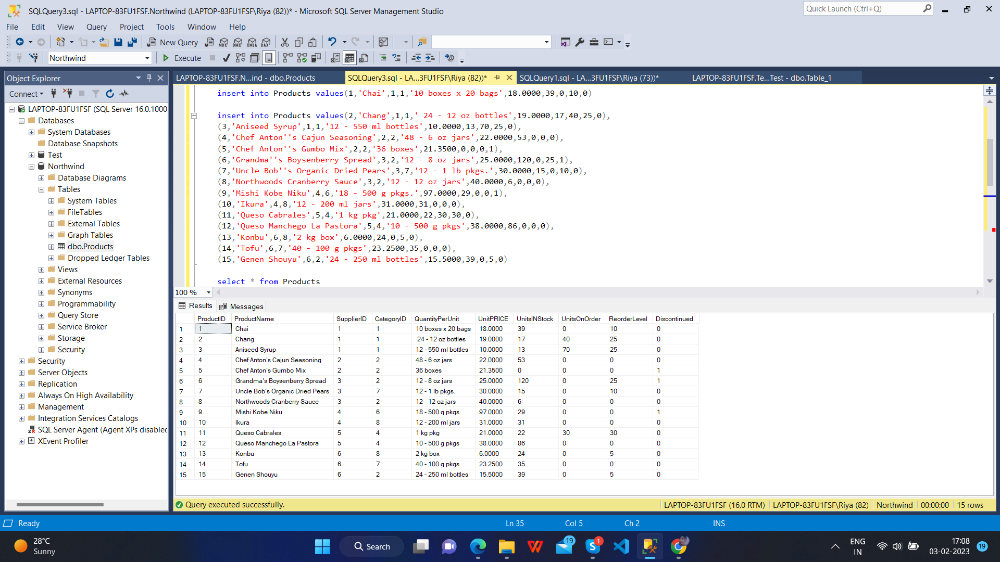 SQLQuery3.sql - LAPTOP-83FU1FSF.Northwind (LAPTOP-83FU1FSF\Riya (82))* - Microsoft SQL Server Management Studio
Quick Launch (Ctrl+Q)
File Edit View Query Project Tools Window Help
New Query MDX DMX XMLA DAX
Northwind Execute
Object Explorer
Connect
LAPTOP-83FU1FSF (SQL Server 16.0.1000
Databases
System Databases
Database Snapshots
Test
Northwind
Database Diagrams
Tables
System Tables
FileTables
External Tables
Graph Tables
dbo.Products
Dropped Ledger Tables
Views
External Resources
Synonyms
Programmability
Query Store
Service Broker
Storage
Security
Security
Server Objects
Replication
Always On High Availability
Management
Integration Services Catalogs
SQL Server Agent (Agent XPs disabled
XEvent Profiler
LAPTOP-83FU1FSF.N...ind - dbo.Products SQLQuery3.sql - LA...3FU1FSF\Riya (82))* SQLQuery1.sql - LA...3FU1FSF\Riya (73))* LAPTOP-83FU1FSF.Te...Test - dbo.Table_1
insert into Products values(1,'Chai',1,1,'10 boxes x 20 bags',18.0000,39,0,10,0)
insert into Products values(2,'Chang',1,1,' 24 - 12 oz bottles',19.0000,17,40,25,0),
(3,'Aniseed Syrup',1,1,'12 - 550 ml bottles',10.0000,13,70,25,0),
(4,'Chef Anton''s Cajun Seasoning',2,2,'48 - 6 oz jars',22.0000,53,0,0,0),
(5,'Chef Anton''s Gumbo Mix',2,2,'36 boxes',21.3500,0,0,0,1),
(6,'Grandma''s Boysenberry Spread',3,2,'12 - 8 oz jars',25.0000,120,0,25,1),
(7,'Uncle Bob''s Organic Dried Pears',3,7,'12 - 1 lb pkgs.',30.0000,15,0,10,0),
(8,'Northwoods Cranberry Sauce',3,2,'12 - 12 oz jars',40.0000,6,0,0,0),
(9,'Mishi Kobe Niku',4,6,'18 - 500 g pkgs.',97.0000,29,0,0,1),
(10,'Ikura',4,8,'12 - 200 ml jars',31.0000,31,0,0,0),
(11,'Queso Cabrales',5,4,'1 kg pkg',21.0000,22,30,30,0),
(12,'Queso Manchego La Pastora',5,4,'10 - 500 g pkgs',38.0000,86,0,0,0),
(13,'Konbu',6,8,'2 kg box',6.0000,24,0,5,0),
(14,'Tofu',6,7,'40 - 100 g pkgs',23.2500,35,0,0,0),
(15,'Genen Shouyu',6,2,'24 - 250 ml bottles',15.5000,39,0,5,0)
select * from Products
100 %
Results Messages
ProductID ProductName SupplierID CategoryID QuantityPerUnit UnitPRICE UnitsINStock UnitsOnOrder ReorderLevel Discontinued
1 1 Chai 1 1 10 boxes x 20 bags 18.0000 39 0 10 0
2 2 Chang 1 1 24 - 12 oz bottles 19.0000 17 40 25 0
3 3 Aniseed Syrup 1 1 12 - 550 ml bottles 10.0000 13 70 25 0
4 4 Chef Anton's Cajun Seasoning 2 2 48 - 6 oz jars 22.0000 53 0 0 0
5 5 Chef Anton's Gumbo Mix 2 2 36 boxes 21.3500 0 0 0 1
6 6 Grandma's Boysenberry Spread 3 2 12 - 8 oz jars 25.0000 120 0 25 1
7 7 Uncle Bob's Organic Dried Pears 3 7 12 - 1 lb pkgs. 30.0000 15 0 10 0
8 8 Northwoods Cranberry Sauce 3 2 12 - 12 oz jars 40.0000 6 0 0 0
9 9 Mishi Kobe Niku 4 6 18 - 500 g pkgs. 97.0000 29 0 0 1
10 10 Ikura 4 8 12 - 200 ml jars 31.0000 31 0 0 0
11 11 Queso Cabrales 5 4 1 kg pkg 21.0000 22 30 30 0
12 12 Queso Manchego La Pastora 5 4 10 - 500 g pkgs 38.0000 86 0 0 0
13 13 Konbu 6 8 2 kg box 6.0000 24 0 5 0
14 14 Tofu 6 7 40 - 100 g pkgs 23.2500 35 0 0 0
15 15 Genen Shouyu 6 2 24 - 250 ml bottles 15.5000 39 0 5 0
Query executed successfully. LAPTOP-83FU1FSF (16.0 RTM) LAPTOP-83FU1FSF\Riya (82) Northwind 00:00:00 15 rows
Ready Ln 35 Col 5 Ch 2 INS
28°C
Sunny
Search
19
1
ENG
IN
17:08
03-02-2023
19